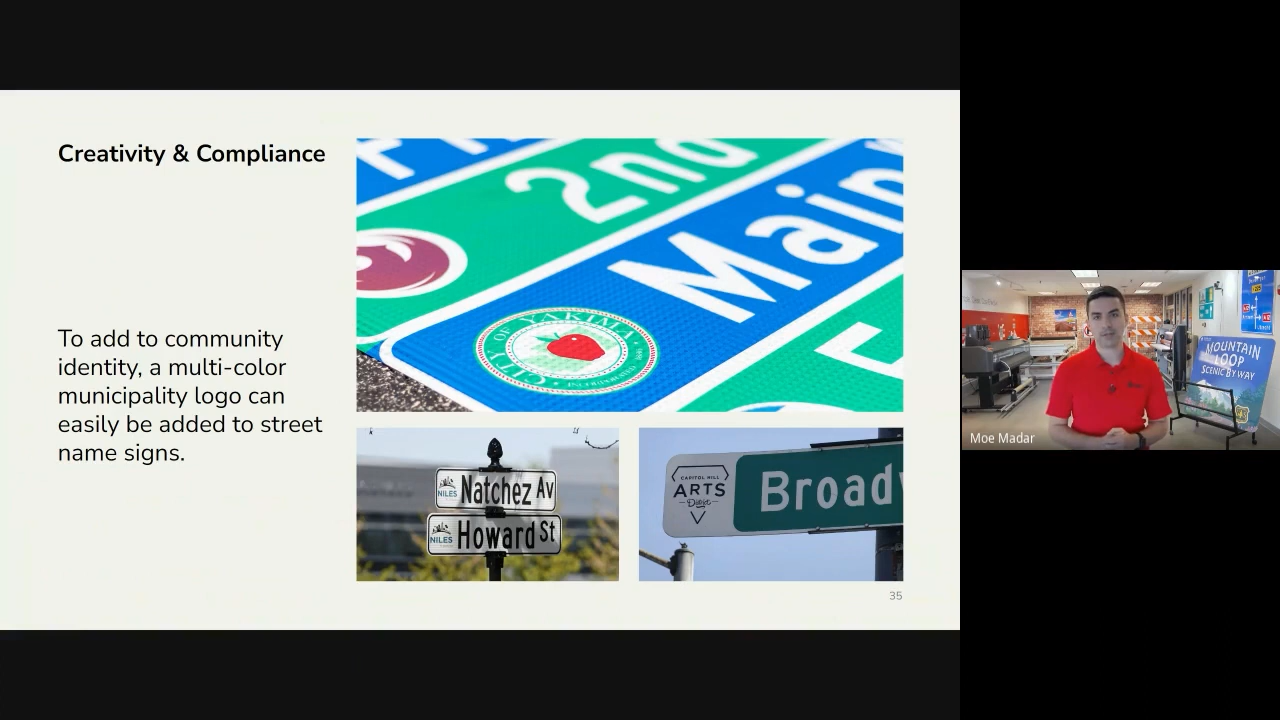 Creativity & Compliance
To add to community
identity, a multi-color
municipality logo can
easily be added to street
name signs.
2nd
Main
CITY OF YAKIMA
INCORPORATED
NILES
Natchez Av
NILES
Howard St
CAPITOL HILL
ARTS
District
Broad
35
MOUNTAIN
LOOP
SCENIC BYWAY
Moe Madar